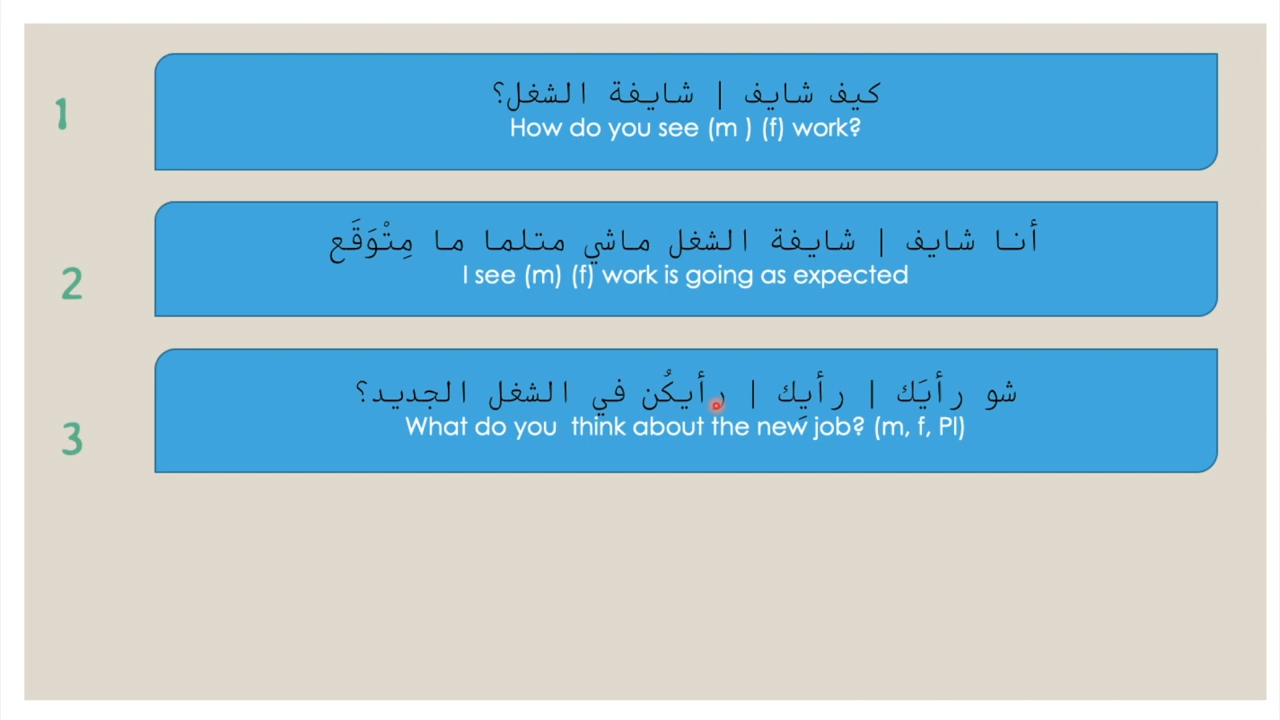 1
كيف شايف | شايفة الشغل؟
How do you see (m ) (f) work?
2
أنا شايف | شايفة الشغل ماشي متلما ما مِتْوَقَع
I see (m) (f) work is going as expected
3
شو رأيَك | رأيِك | رأيكُن في الشغل الجديد؟
What do you  think about the new job? (m, f, Pl)